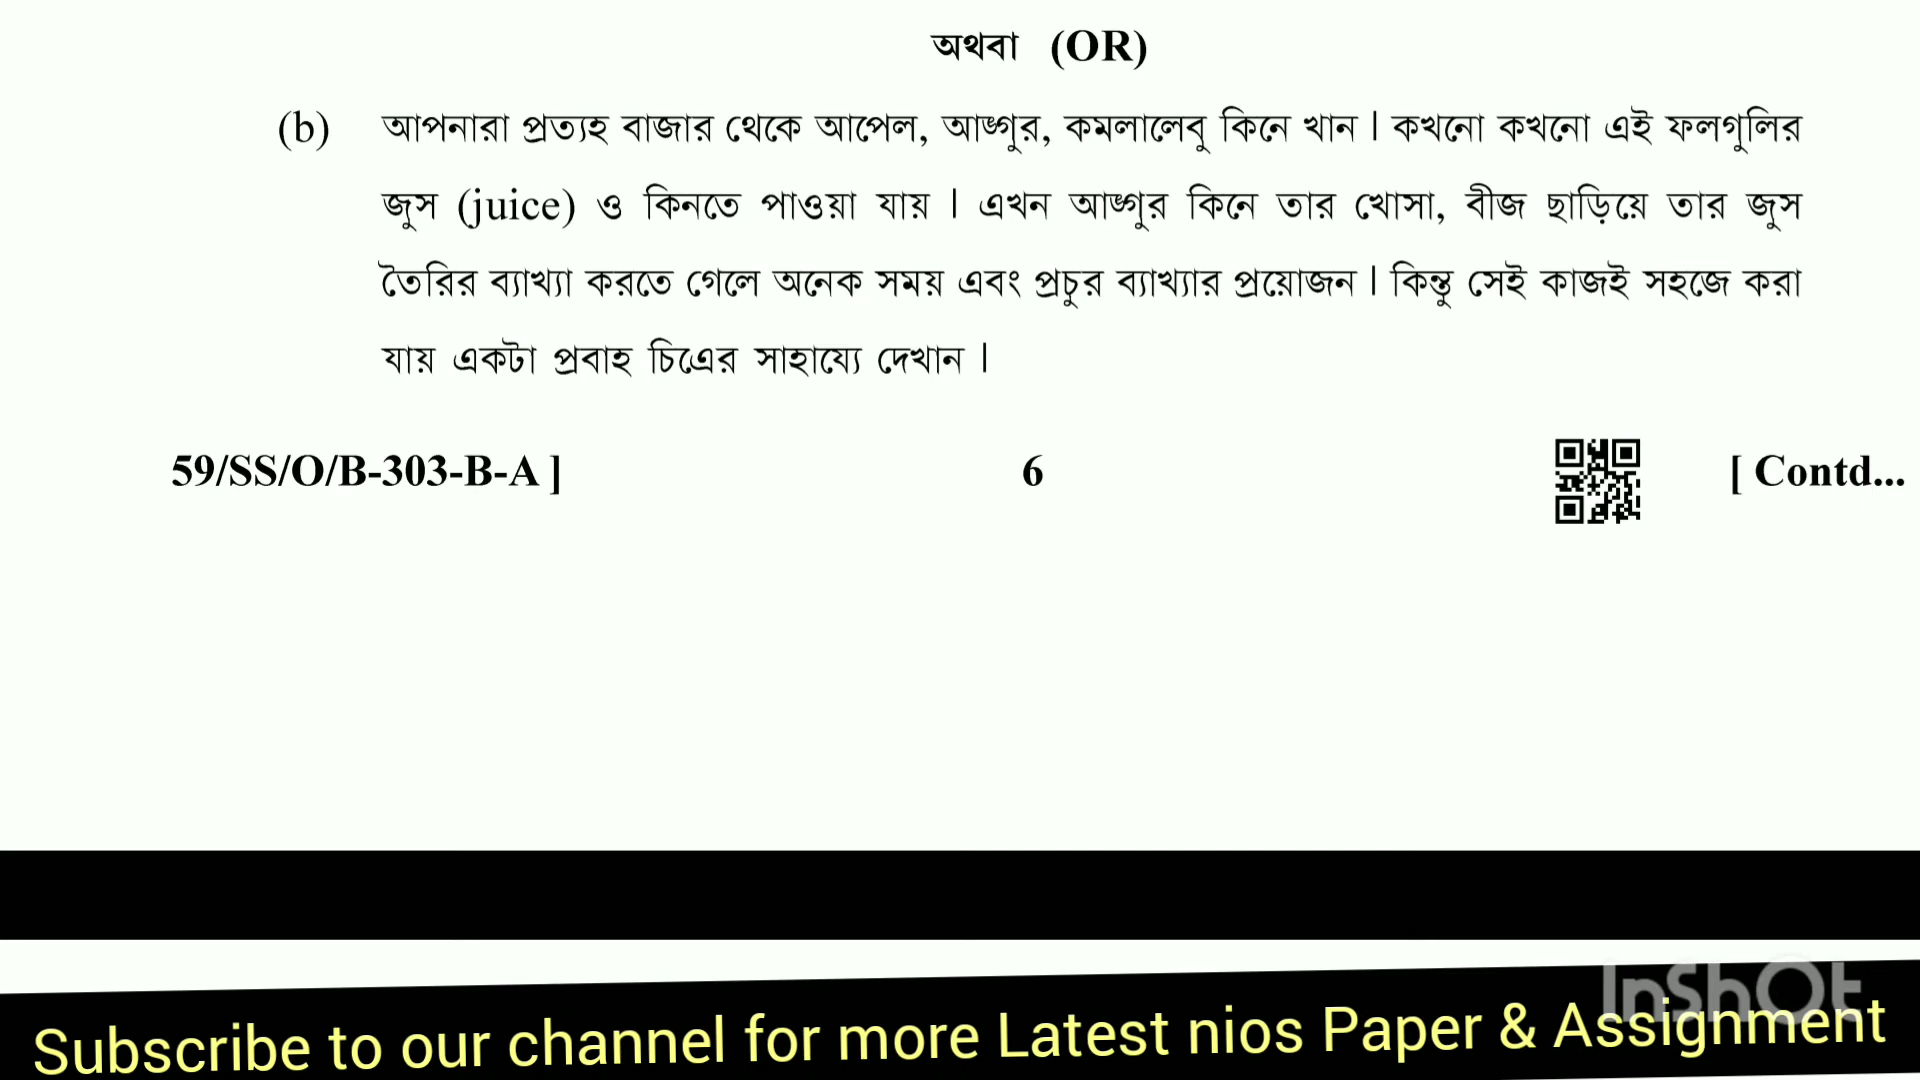 অথবা (OR)
(b) আপনারা প্রত্যহ বাজার থেকে আপেল, আঙ্গুর, কমলালেবু কিনে খান । কখনো কখনো এই ফলগুলির
জুস (juice) ও কিনতে পাওয়া যায় । এখন আঙ্গুর কিনে তার খোসা, বীজ ছাড়িয়ে তার জুস
তৈরির ব্যাখ্যা করতে গেলে অনেক সময় এবং প্রচুর ব্যাখ্যার প্রয়োজন । কিন্তু সেই কাজই সহজে করা
যায় একটা প্রবাহ চিত্রের সাহায্যে দেখান ।
59/SS/O/B-303-B-A ] 6 [ Contd...
InShOt
Subscribe to our channel for more Latest nios Paper & Assignment